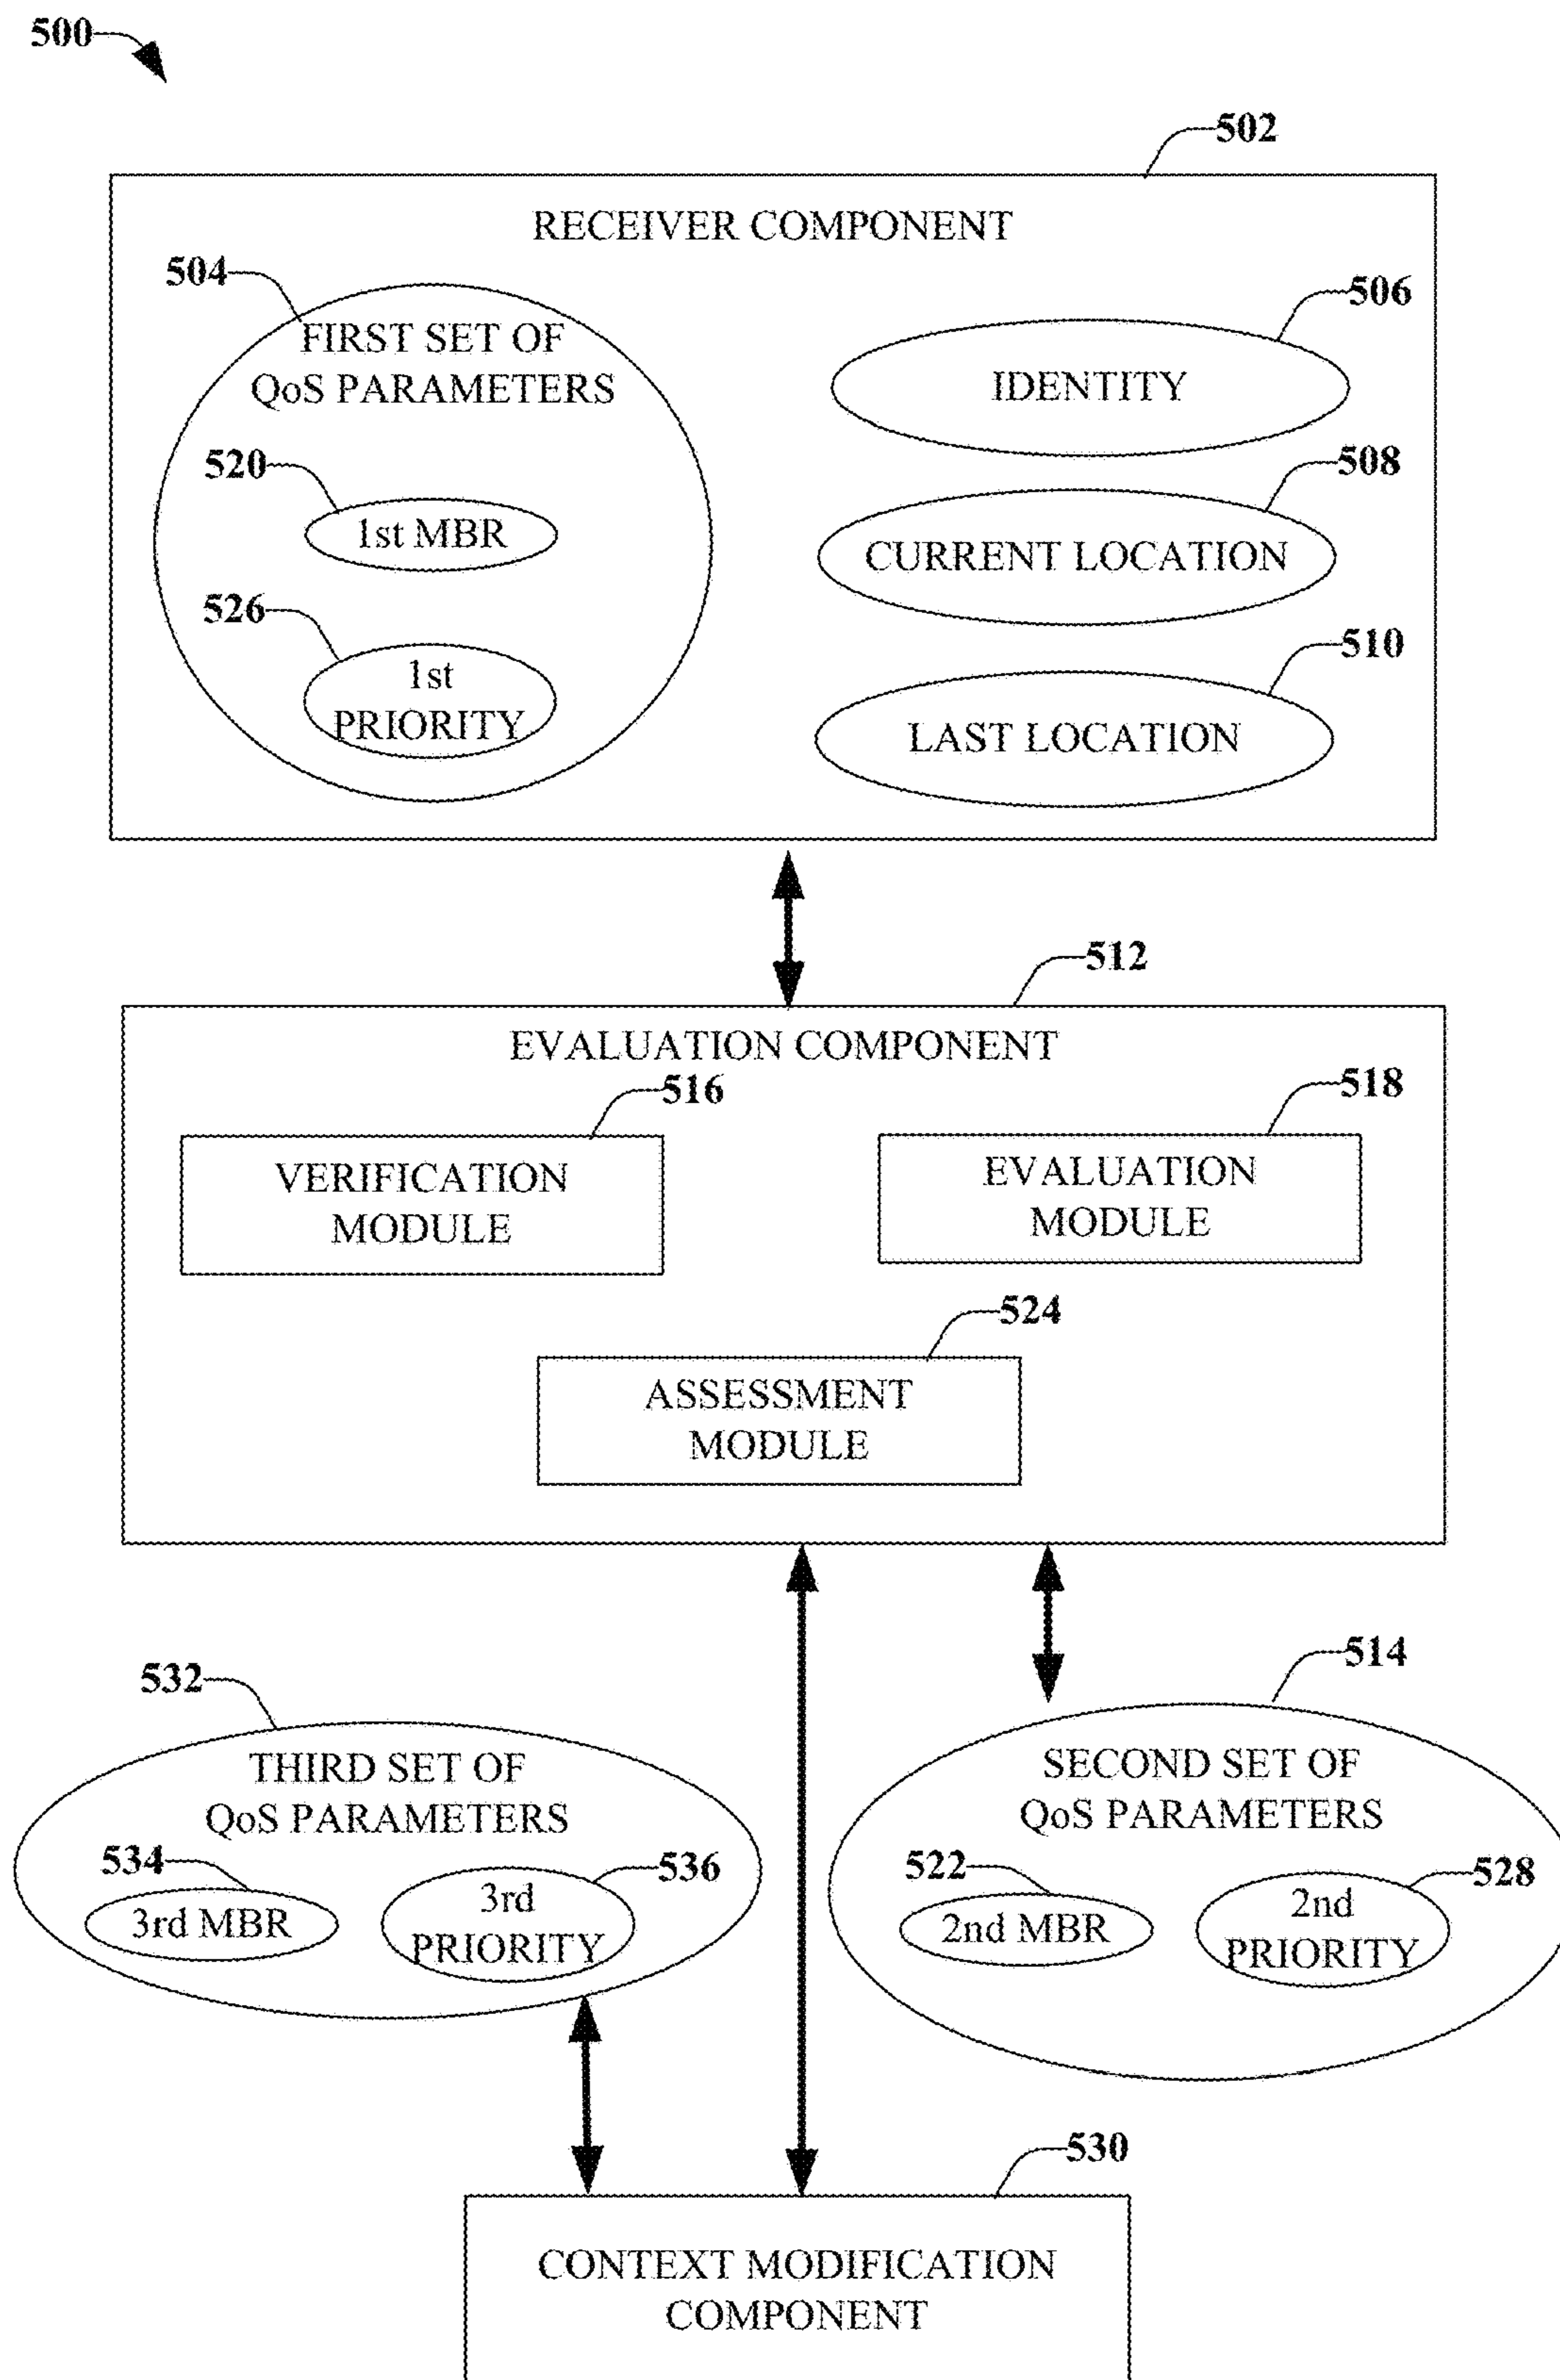 500
502
RECEIVER COMPONENT
504
FIRST SET OF
QoS PARAMETERS
506
IDENTITY
520
1st MBR
508
CURRENT LOCATION
526
1st
PRIORITY
510
LAST LOCATION
512
EVALUATION COMPONENT
516
518
VERIFICATION
MODULE
EVALUATION
MODULE
524
ASSESSMENT
MODULE
532
514
THIRD SET OF
QoS PARAMETERS
SECOND SET OF
QoS PARAMETERS
534
536
3rd MBR
3rd
PRIORITY
522
528
2nd MBR
2nd
PRIORITY
530
CONTEXT MODIFICATION
COMPONENT